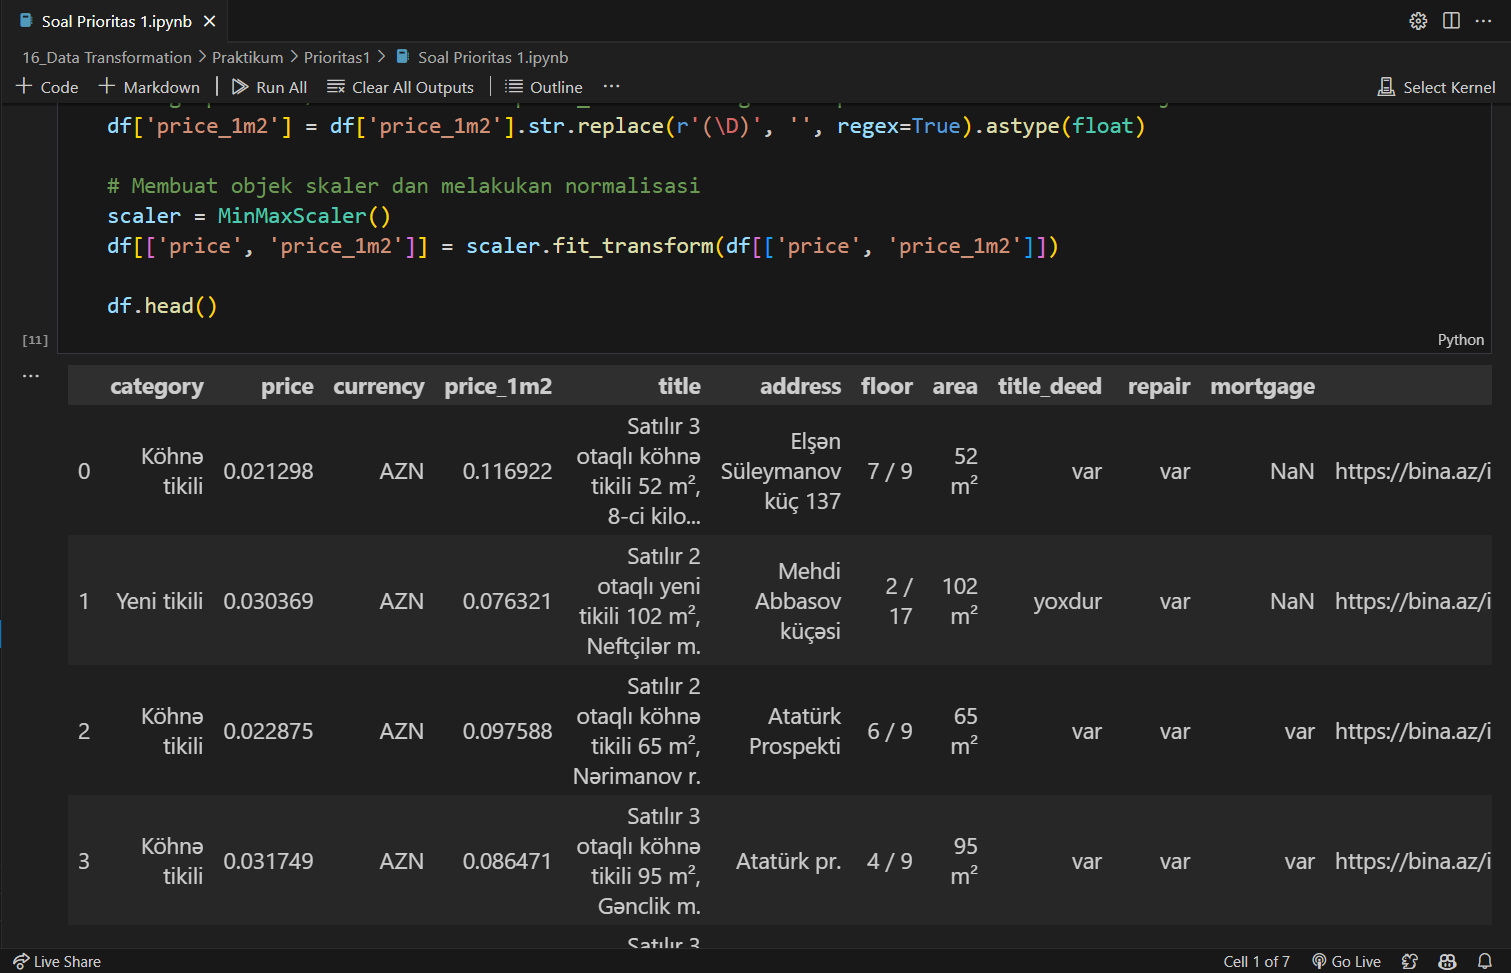 Soal Prioritas 1.ipynb
16_Data Transformation > Praktikum > Prioritas1 > Soal Prioritas 1.ipynb
+ Code + Markdown | Run All Clear All Outputs | Outline ··· Select Kernel
df['price_1m2'] = df['price_1m2'].str.replace(r'(\D)', '', regex=True).astype(float)
# Membuat objek skaler dan melakukan normalisasi
scaler = MinMaxScaler()
df[['price', 'price_1m2']] = scaler.fit_transform(df[['price', 'price_1m2']])
df.head()
[11]
Python
category price currency price_1m2 title address floor area title_deed repair mortgage
0 Köhnə tikili 0.021298 AZN 0.116922 Satılır 3 otaqlı köhnə tikili 52 m², 8-ci kilo... Elşən Süleymanov küç 137 7 / 9 52 m² var var NaN https://bina.az/i
1 Yeni tikili 0.030369 AZN 0.076321 Satılır 2 otaqlı yeni tikili 102 m², Neftçilər m. Mehdi Abbasov küçəsi 2 / 17 102 m² yoxdur var NaN https://bina.az/i
2 Köhnə tikili 0.022875 AZN 0.097588 Satılır 2 otaqlı köhnə tikili 65 m², Nərimanov r. Atatürk Prospekti 6 / 9 65 m² var var var https://bina.az/i
3 Köhnə tikili 0.031749 AZN 0.086471 Satılır 3 otaqlı köhnə tikili 95 m², Gənclik m. Atatürk pr. 4 / 9 95 m² var var var https://bina.az/i
Satılır 3
Live Share Cell 1 of 7 Go Live